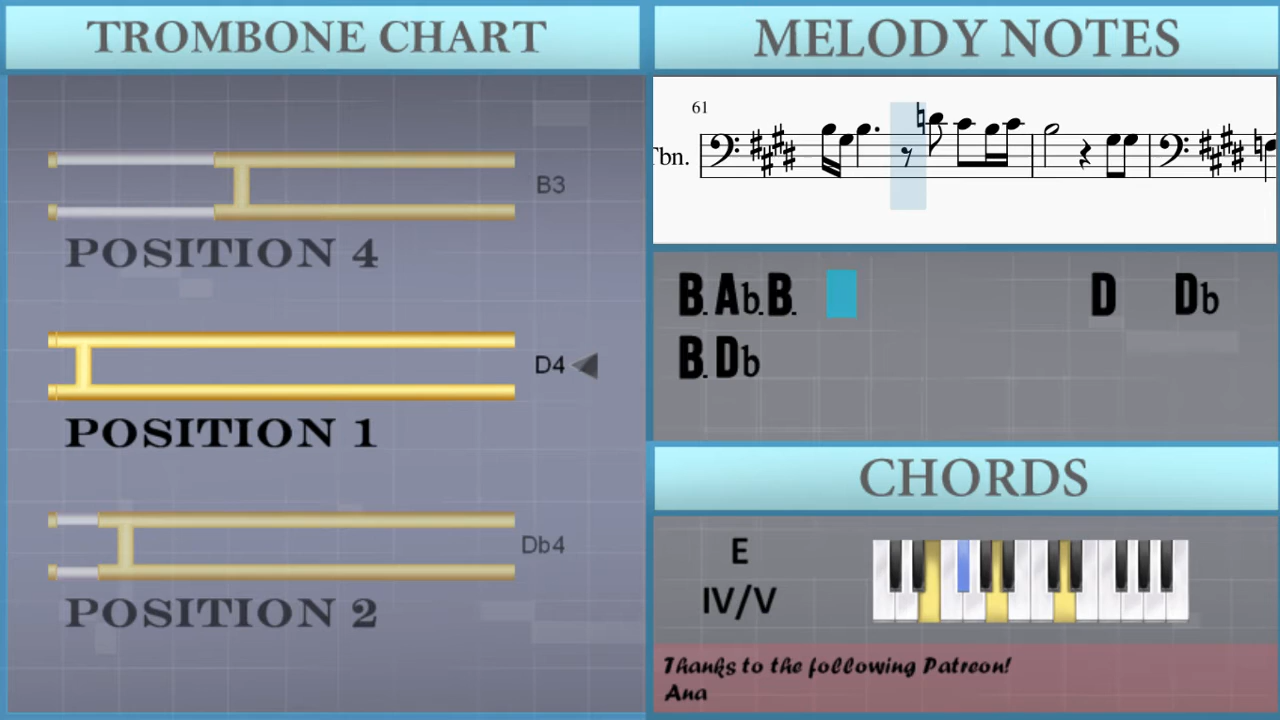 TROMBONE CHART
B3
POSITION 4
D4
POSITION 1
Db4
POSITION 2
MELODY NOTES
61
Tbn.
B. Ab. B. D Db
B. Db
CHORDS
E
IV/V
Thanks to the following Patreon!
Ana